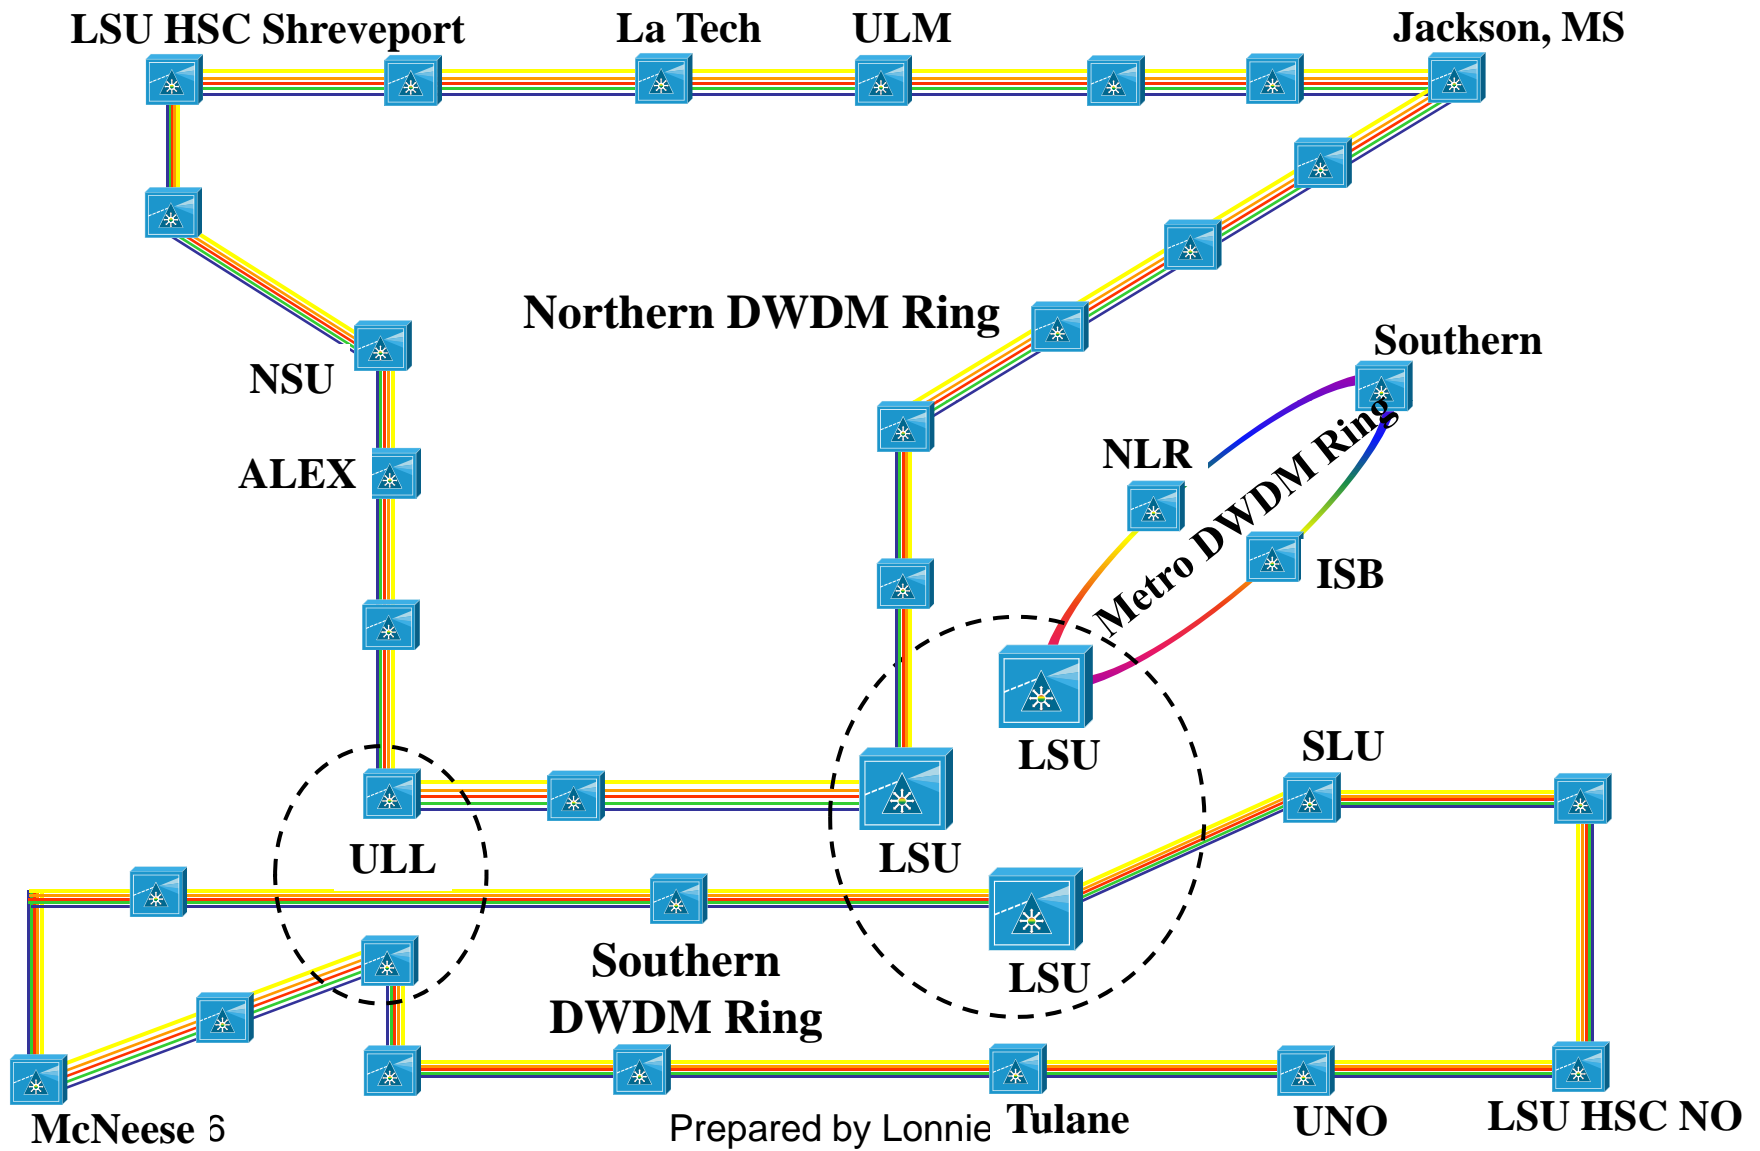 LSU HSC Shreveport
La Tech
ULM
Jackson, MS
Northern DWDM Ring
Southern
NSU
NLR
Metro DWDM Ring
ALEX
ISB
LSU
SLU
ULL
LSU
Southern
DWDM Ring
LSU
McNeese 6
Prepared by Lonnie
Tulane
UNO
LSU HSC NO